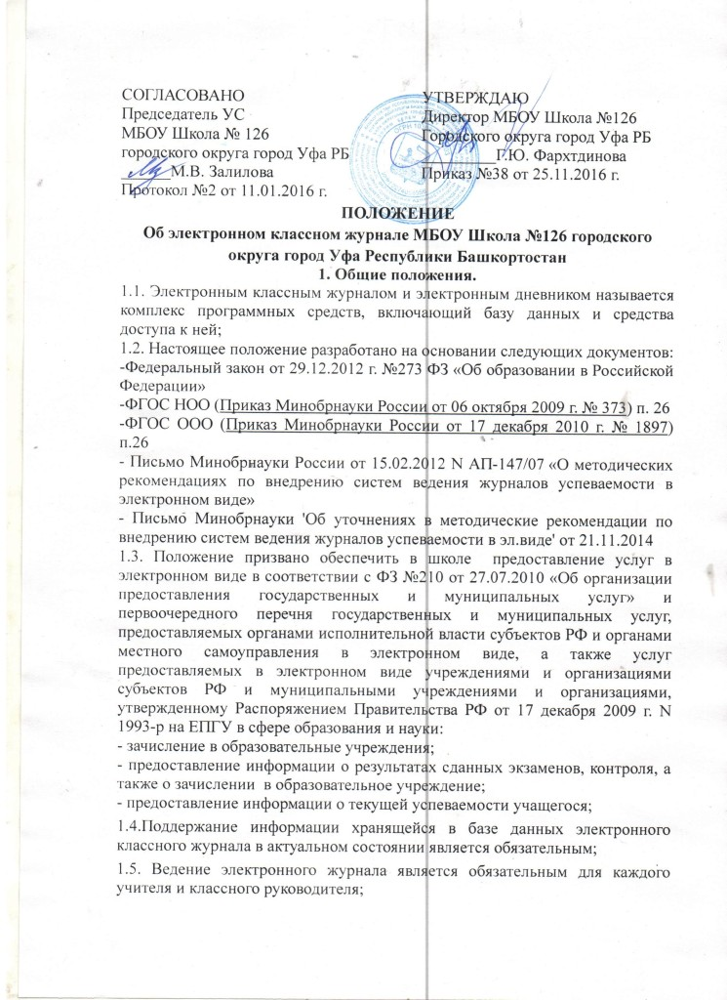 СОГЛАСОВАНО
Председатель УС
МБОУ Школа № 126
городского округа город Уфа РБ
______М.В. Залилова
Протокол №2 от 11.01.2016 г.
УТВЕРЖДАЮ
Директор МБОУ Школа №126
Городского округа город Уфа РБ
_________Г.Ю. Фархтдинова
Приказ №38 от 25.11.2016 г.
ПОЛОЖЕНИЕ
Об электронном классном журнале МБОУ Школа №126 городского
округа город Уфа Республики Башкортостан
1. Общие положения.
1.1. Электронным классным журналом и электронным дневником называется
комплекс программных средств, включающий базу данных и средства
доступа к ней;
1.2. Настоящее положение разработано на основании следующих документов:
-Федеральный закон от 29.12.2012 г. №273 ФЗ «Об образовании в Российской
Федерации»
-ФГОС НОО (Приказ Минобрнауки России от 06 октября 2009 г. № 373) п. 26
-ФГОС ООО (Приказ Минобрнауки России от 17 декабря 2010 г. № 1897)
п.26
- Письмо Минобрнауки России от 15.02.2012 N АП-147/07 «О методических
рекомендациях по внедрению систем ведения журналов успеваемости в
электронном виде»
- Письмо Минобрнауки 'Об уточнениях в методические рекомендации по
внедрению систем ведения журналов успеваемости в эл.виде' от 21.11.2014
1.3. Положение призвано обеспечить в школе предоставление услуг в
электронном виде в соответствии с ФЗ №210 от 27.07.2010 «Об организации
предоставления государственных и муниципальных услуг» и
первоочередного перечня государственных и муниципальных услуг,
предоставляемых органами исполнительной власти субъектов РФ и органами
местного самоуправления в электронном виде, а также услуг
предоставляемых в электронном виде учреждениями и организациями
субъектов РФ и муниципальными учреждениями и организациями,
утвержденному Распоряжением Правительства РФ от 17 декабря 2009 г. N
1993-р на ЕПГУ в сфере образования и науки:
- зачисление в образовательные учреждения;
- предоставление информации о результатах сданных экзаменов, контроля, а
также о зачислении в образовательное учреждение;
- предоставление информации о текущей успеваемости учащегося;
1.4.Поддержание информации хранящейся в базе данных электронного
классного журнала в актуальном состоянии является обязательным;
1.5. Ведение электронного журнала является обязательным для каждого
учителя и классного руководителя;